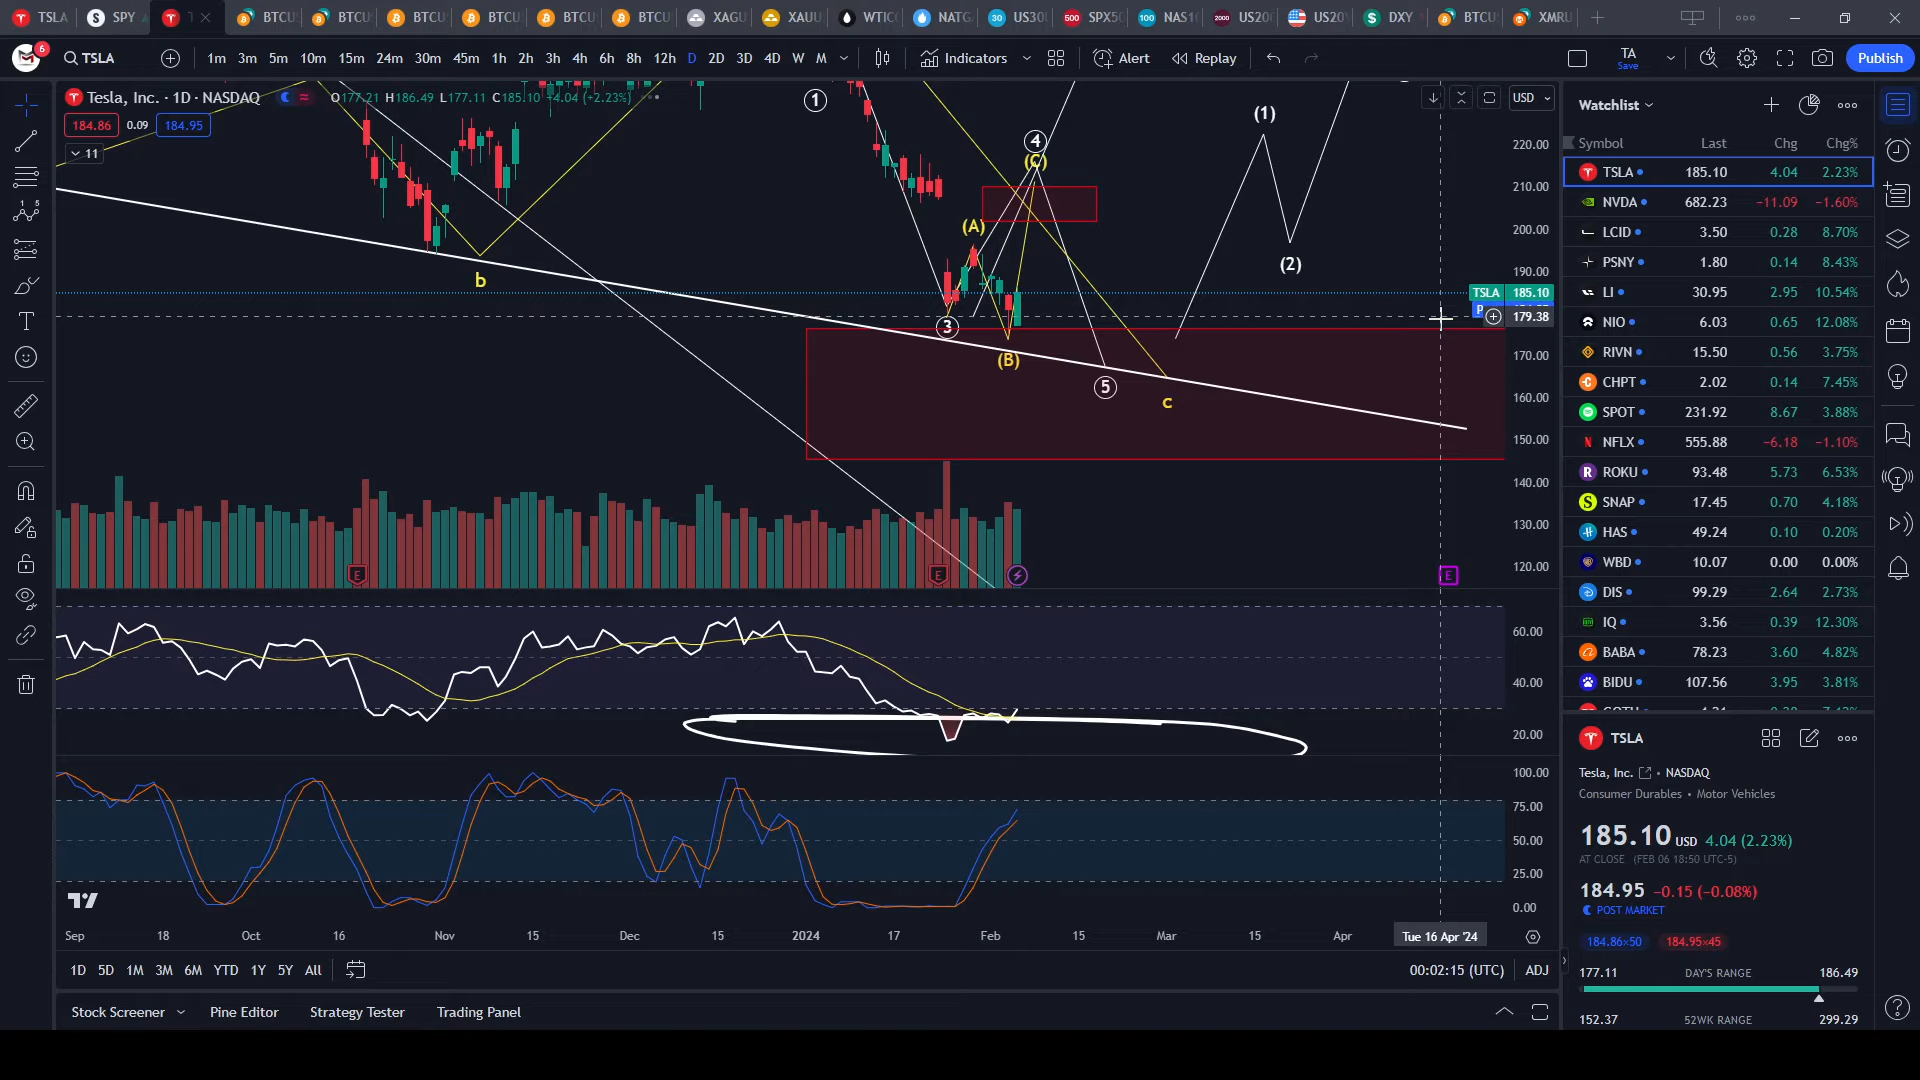 TSLA
SPY
BTCUS
BTCUS
BTCU
BTCU
BTCU
BTCU
XAGU
XAUU
WTICO
NATG
30 US30
500 SPX50
100 NAS10
2000 US200
US20Y
DXY
BTCU
XMRU
6
TSLA
1m 3m 5m 10m 15m 24m 30m 45m 1h 2h 3h 4h 6h 8h 12h D 2D 3D 4D W M
Indicators
Alert
Replay
TA
Save
Publish
Tesla, Inc. · 1D · NASDAQ
O177.21 H186.49 L177.11 C185.10 +4.04 (+2.23%)
184.86 0.09 184.95
11
USD
1
4
(C)
(A)
3
(B)
5
b
c
(1)
(2)
220.00
210.00
200.00
190.00
TSLA 185.10
P
179.38
170.00
160.00
150.00
140.00
130.00
120.00
E
E
E
60.00
40.00
20.00
100.00
75.00
50.00
25.00
0.00
Sep 18 Oct 16 Nov 15 Dec 15 2024 17 Feb 15 Mar 15 Apr Tue 16 Apr '24
1D 5D 1M 3M 6M YTD 1Y 5Y All
00:02:15 (UTC) ADJ
Stock Screener Pine Editor Strategy Tester Trading Panel
Watchlist
Symbol Last Chg Chg%
TSLA 185.10 4.04 2.23%
NVDA 682.23 −11.09 −1.60%
LCID 3.50 0.28 8.70%
PSNY 1.80 0.14 8.43%
LI 30.95 2.95 10.54%
NIO 6.03 0.65 12.08%
RIVN 15.50 0.56 3.75%
CHPT 2.02 0.14 7.45%
SPOT 231.92 8.67 3.88%
NFLX 555.88 −6.18 −1.10%
ROKU 93.48 5.73 6.53%
SNAP 17.45 0.70 4.18%
HAS 49.24 0.10 0.20%
WBD 10.07 0.00 0.00%
DIS 99.29 2.64 2.73%
IQ 3.56 0.39 12.30%
BABA 78.23 3.60 4.82%
BIDU 107.56 3.95 3.81%
TSLA
Tesla, Inc. • NASDAQ
Consumer Durables • Motor Vehicles
185.10 USD 4.04 (2.23%)
AT CLOSE (FEB 06 18:50 UTC-5)
184.95 −0.15 (−0.08%)
POST MARKET
184.86×50 184.95×45
177.11 DAY'S RANGE 186.49
152.37 52WK RANGE 299.29